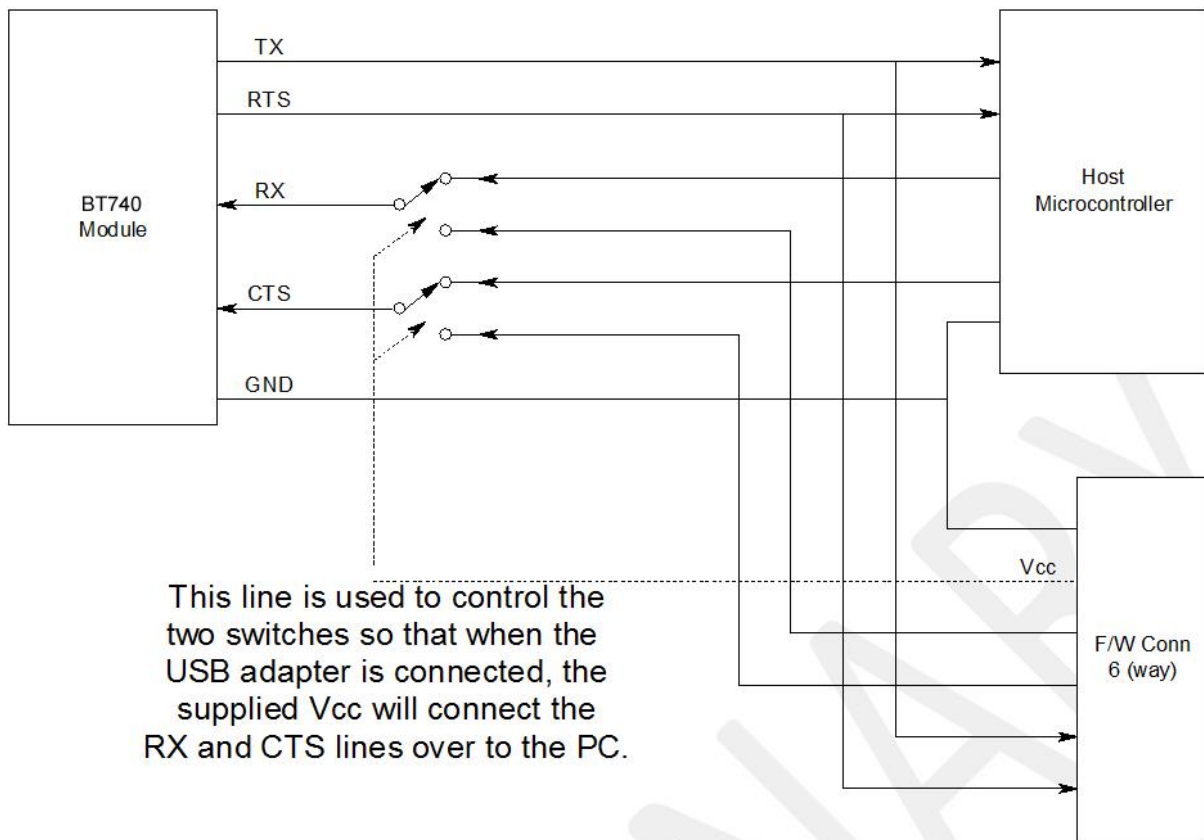 TX
RTS
RX
BT740
Module
CTS
GND
Host
Microcontroller
Vcc
This line is used to control the
two switches so that when the
USB adapter is connected, the
supplied Vcc will connect the
RX and CTS lines over to the PC.
F/W Conn
6 (way)